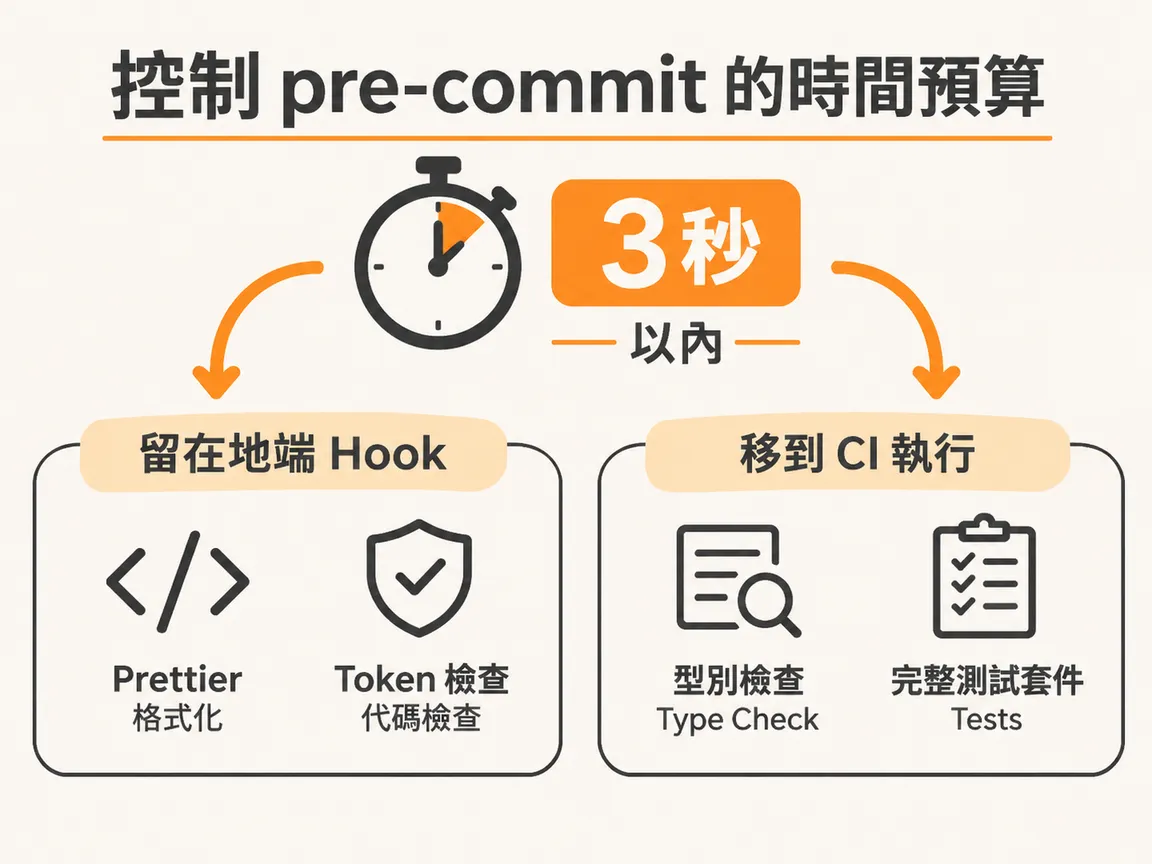 控制 pre-commit 的時間預算
3 秒
以內
留在地端 Hook
移到 CI 執行
Prettier
格式化
Token 檢查
代碼檢查
型別檢查
Type Check
完整測試套件
Tests